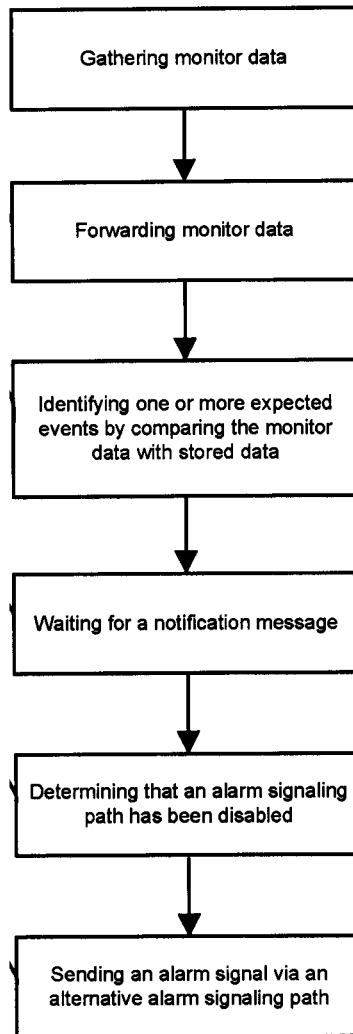 Gathering monitor data
Forwarding monitor data
Identifying one or more expected
events by comparing the monitor
data with stored data
Waiting for a notification message
Determining that an alarm signaling
path has been disabled
Sending an alarm signal via an
alternative alarm signaling path